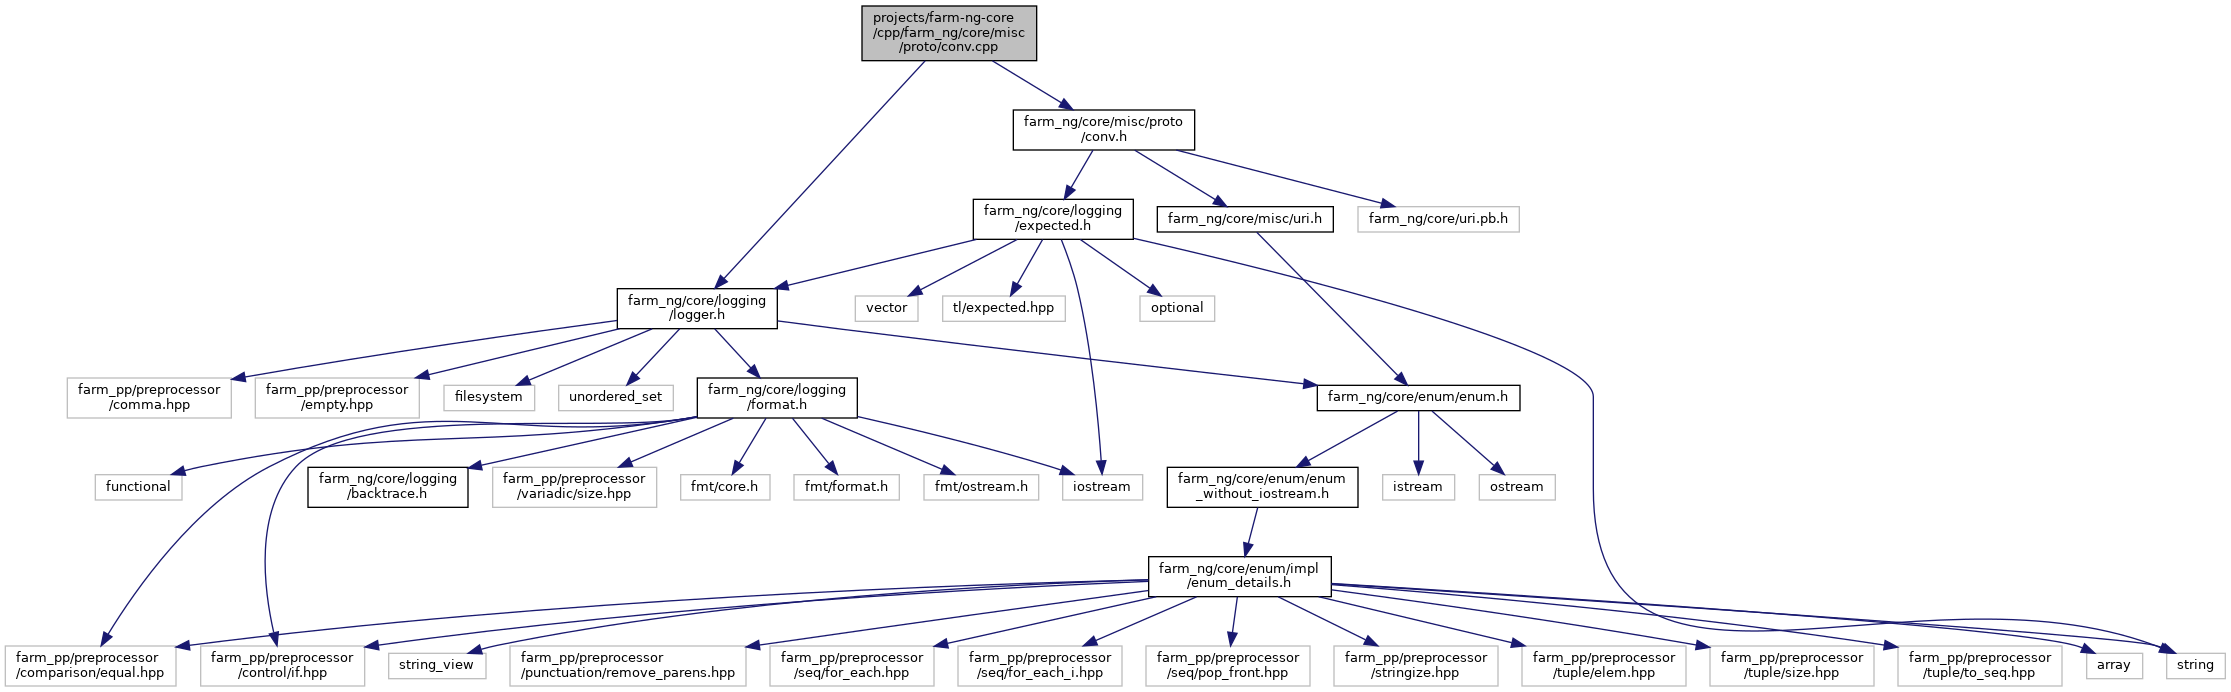 projects/farm-ng-core
/cpp/farm_ng/core/misc
/proto/conv.cpp
farm_ng/core/misc/proto
/conv.h
farm_ng/core/logging
/expected.h
farm_ng/core/misc/uri.h
farm_ng/core/uri.pb.h
farm_ng/core/logging
/logger.h
vector
tl/expected.hpp
optional
farm_pp/preprocessor
/comma.hpp
farm_pp/preprocessor
/empty.hpp
filesystem
unordered_set
farm_ng/core/logging
/format.h
farm_ng/core/enum/enum.h
functional
farm_ng/core/logging
/backtrace.h
farm_pp/preprocessor
/variadic/size.hpp
fmt/core.h
fmt/format.h
fmt/ostream.h
iostream
farm_ng/core/enum/enum
_without_iostream.h
istream
ostream
farm_ng/core/enum/impl
/enum_details.h
farm_pp/preprocessor
/comparison/equal.hpp
farm_pp/preprocessor
/control/if.hpp
string_view
farm_pp/preprocessor
/punctuation/remove_parens.hpp
farm_pp/preprocessor
/seq/for_each.hpp
farm_pp/preprocessor
/seq/for_each_i.hpp
farm_pp/preprocessor
/seq/pop_front.hpp
farm_pp/preprocessor
/stringize.hpp
farm_pp/preprocessor
/tuple/elem.hpp
farm_pp/preprocessor
/tuple/size.hpp
farm_pp/preprocessor
/tuple/to_seq.hpp
array
string